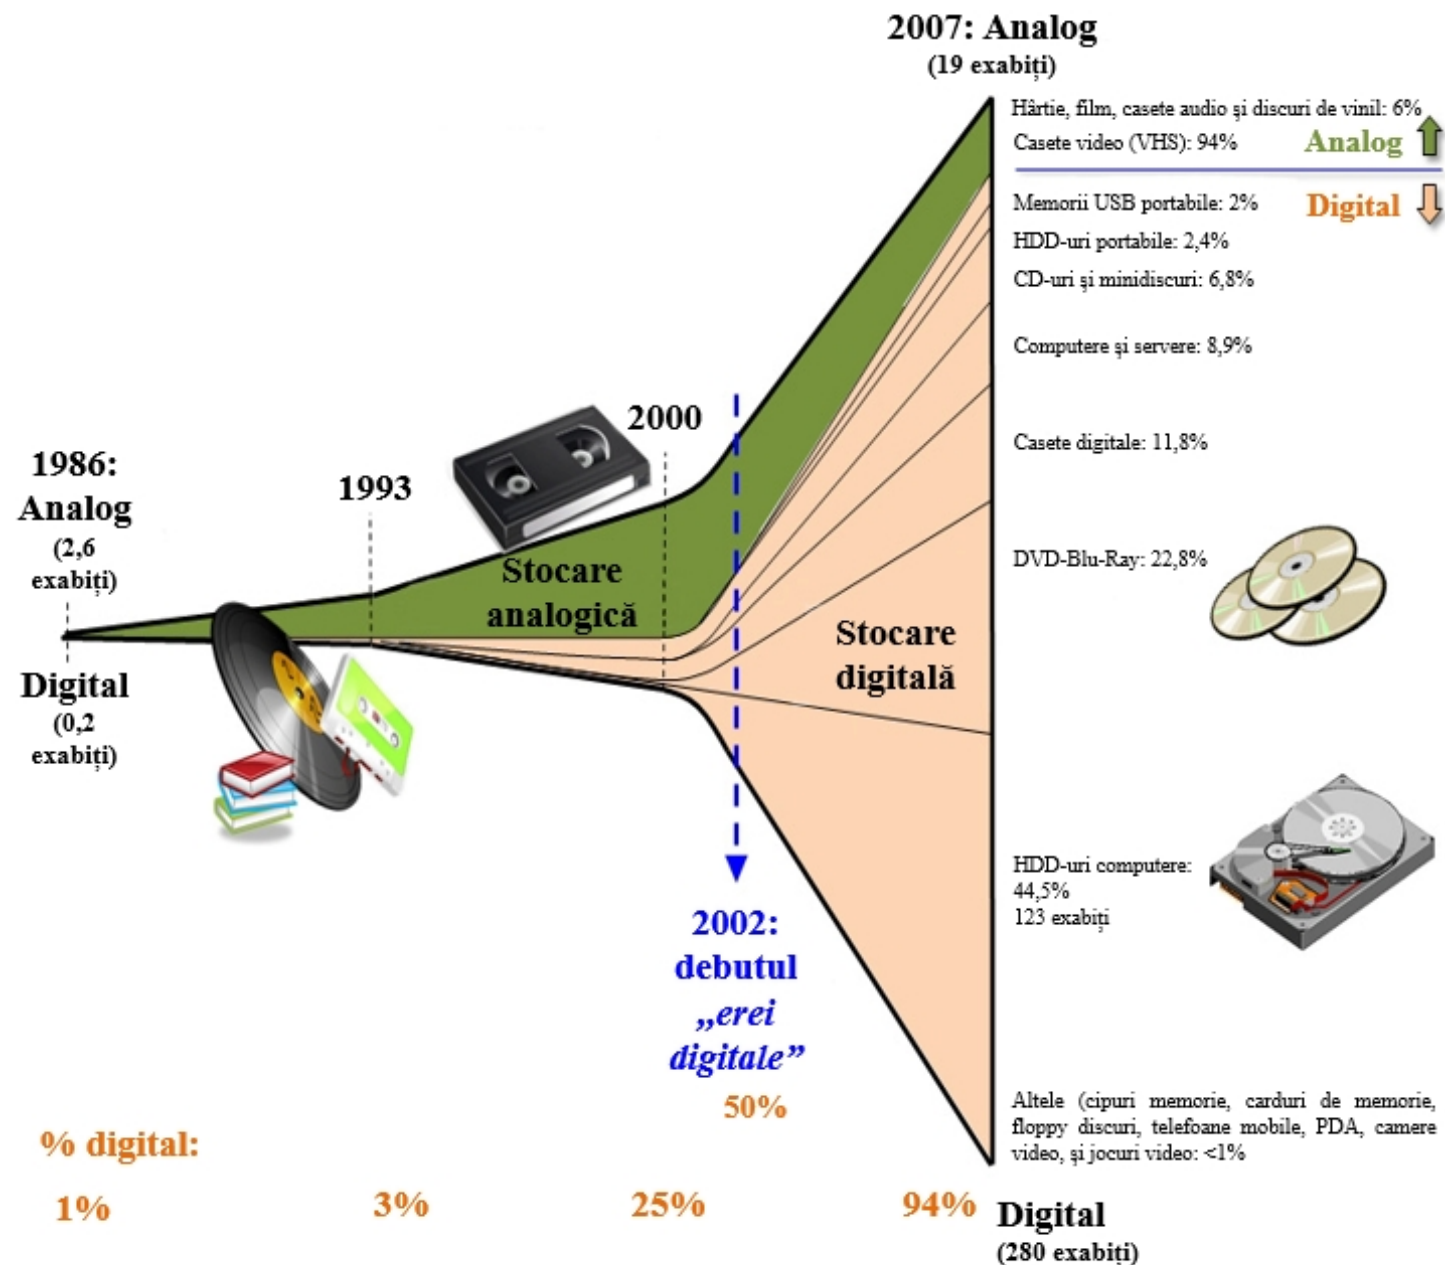 2007: Analog
(19 exabiți)
Hârtie, film, casete audio și discuri de vinil: 6%
Casete video (VHS): 94%
Analog
Memorii USB portabile: 2%
Digital
HDD-uri portabile: 2,4%
CD-uri și minidiscuri: 6,8%
Computere și servere: 8,9%
Casete digitale: 11,8%
DVD-Blu-Ray: 22,8%
HDD-uri computere:
44,5%
123 exabiți
Altele (cipuri memorie, carduri de memorie,
floppy discuri, telefoane mobile, PDA, camere
video, și jocuri video: <1%
1986:
Analog
(2,6
exabiți)
Digital
(0,2
exabiți)
1993
2000
Stocare
analogică
Stocare
digitală
2002:
debutul
„erei
digitale”
50%
% digital:
1%
3%
25%
94%
Digital
(280 exabiți)